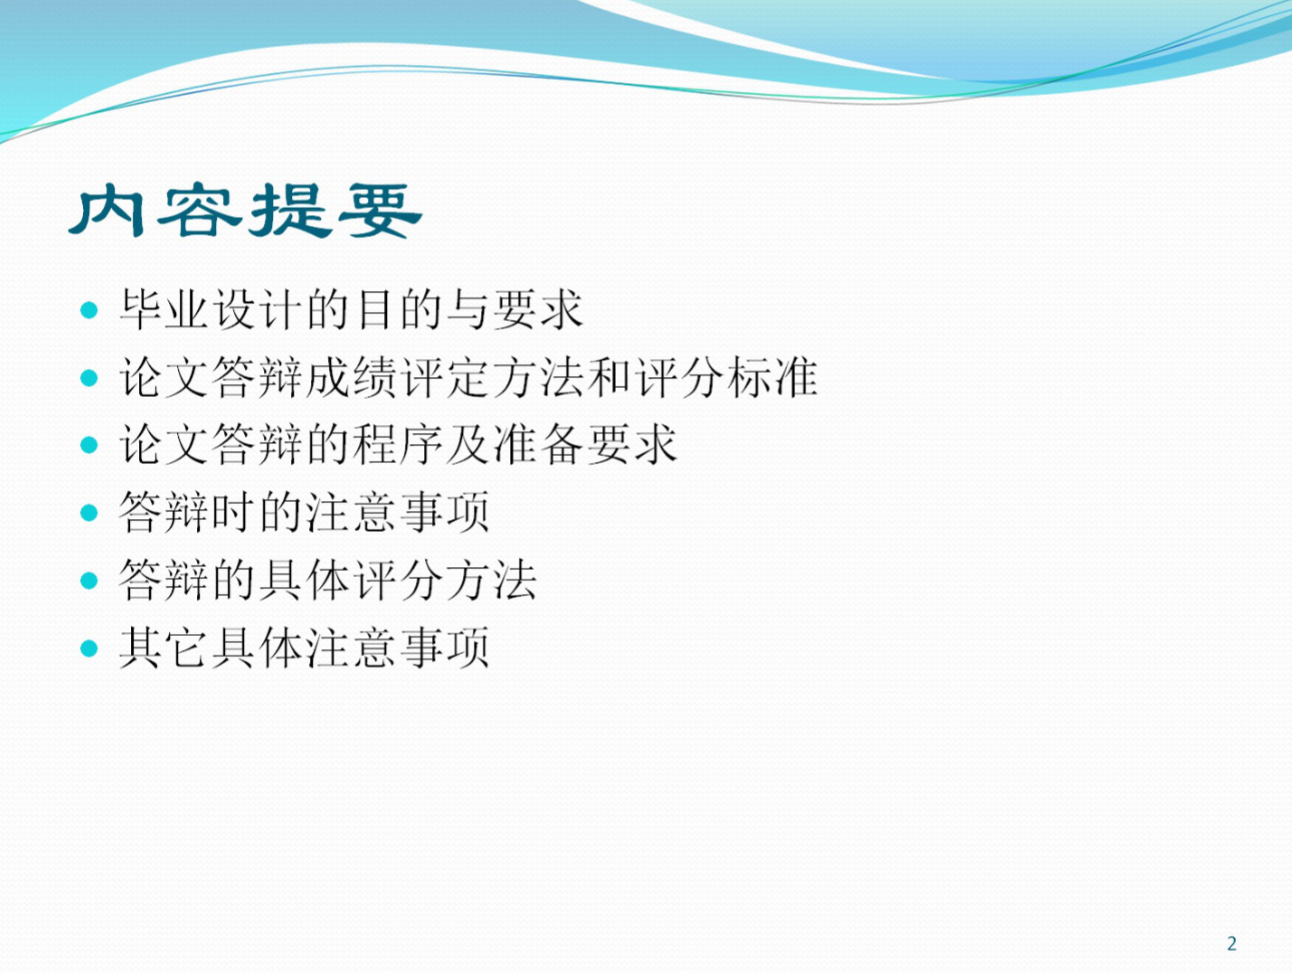 内容提要
毕业设计的目的与要求
论文答辩成绩评定方法和评分标准
论文答辩的程序及准备要求
答辩时的注意事项
答辩的具体评分方法
其它具体注意事项
2